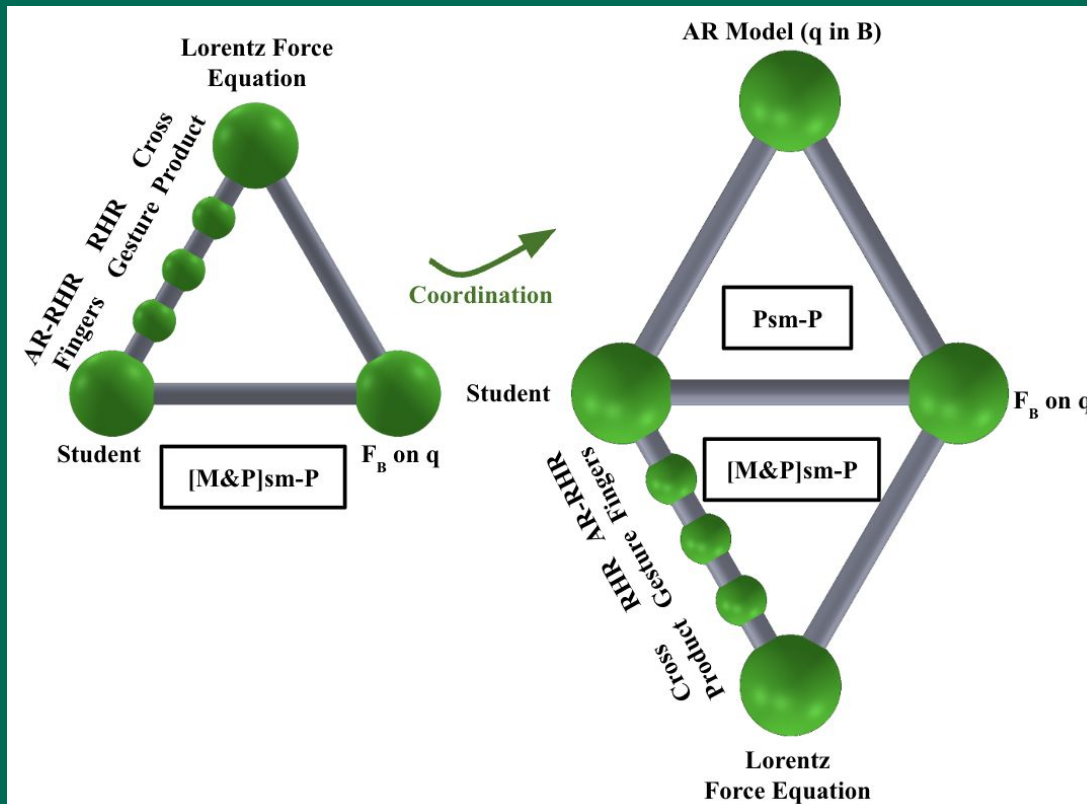 Lorentz Force
Equation
AR-RHR RHR Cross
Fingers Gesture Product
Student
F_B on q
[M&P]sm-P
Coordination
AR Model (q in B)
Psm-P
Student
F_B on q
[M&P]sm-P
Cross RHR AR-RHR
Product Gesture Fingers
Lorentz
Force Equation